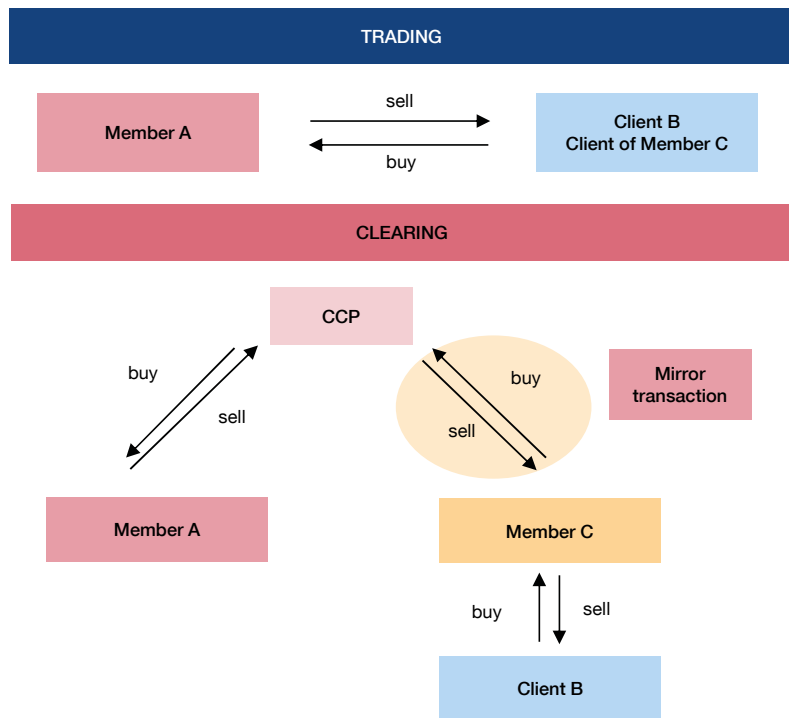 TRADING
Member A
sell
buy
Client B
Client of Member C
CLEARING
CCP
buy
sell
buy
sell
Mirror
transaction
Member A
Member C
buy
sell
Client B